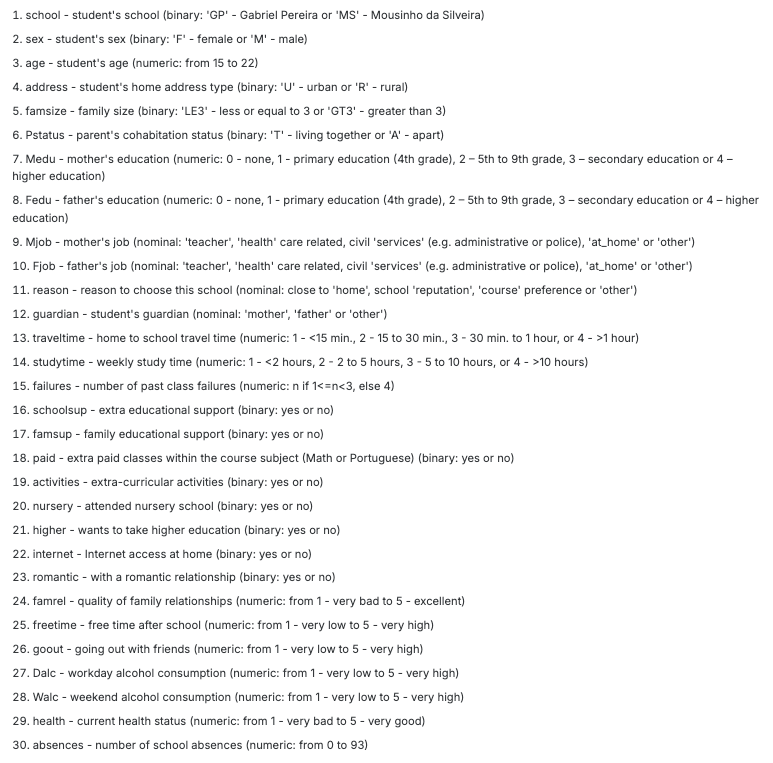 1. school - student's school (binary: 'GP' - Gabriel Pereira or 'MS' - Mousinho da Silveira)
2. sex - student's sex (binary: 'F' - female or 'M' - male)
3. age - student's age (numeric: from 15 to 22)
4. address - student's home address type (binary: 'U' - urban or 'R' - rural)
5. famsize - family size (binary: 'LE3' - less or equal to 3 or 'GT3' - greater than 3)
6. Pstatus - parent's cohabitation status (binary: 'T' - living together or 'A' - apart)
7. Medu - mother's education (numeric: 0 - none, 1 - primary education (4th grade), 2 – 5th to 9th grade, 3 – secondary education or 4 –
higher education)
8. Fedu - father's education (numeric: 0 - none, 1 - primary education (4th grade), 2 – 5th to 9th grade, 3 – secondary education or 4 – higher
education)
9. Mjob - mother's job (nominal: 'teacher', 'health' care related, civil 'services' (e.g. administrative or police), 'at_home' or 'other')
10. Fjob - father's job (nominal: 'teacher', 'health' care related, civil 'services' (e.g. administrative or police), 'at_home' or 'other')
11. reason - reason to choose this school (nominal: close to 'home', school 'reputation', 'course' preference or 'other')
12. guardian - student's guardian (nominal: 'mother', 'father' or 'other')
13. traveltime - home to school travel time (numeric: 1 - <15 min., 2 - 15 to 30 min., 3 - 30 min. to 1 hour, or 4 - >1 hour)
14. studytime - weekly study time (numeric: 1 - <2 hours, 2 - 2 to 5 hours, 3 - 5 to 10 hours, or 4 - >10 hours)
15. failures - number of past class failures (numeric: n if 1<=n<3, else 4)
16. schoolsup - extra educational support (binary: yes or no)
17. famsup - family educational support (binary: yes or no)
18. paid - extra paid classes within the course subject (Math or Portuguese) (binary: yes or no)
19. activities - extra-curricular activities (binary: yes or no)
20. nursery - attended nursery school (binary: yes or no)
21. higher - wants to take higher education (binary: yes or no)
22. internet - Internet access at home (binary: yes or no)
23. romantic - with a romantic relationship (binary: yes or no)
24. famrel - quality of family relationships (numeric: from 1 - very bad to 5 - excellent)
25. freetime - free time after school (numeric: from 1 - very low to 5 - very high)
26. goout - going out with friends (numeric: from 1 - very low to 5 - very high)
27. Dalc - workday alcohol consumption (numeric: from 1 - very low to 5 - very high)
28. Walc - weekend alcohol consumption (numeric: from 1 - very low to 5 - very high)
29. health - current health status (numeric: from 1 - very bad to 5 - very good)
30. absences - number of school absences (numeric: from 0 to 93)